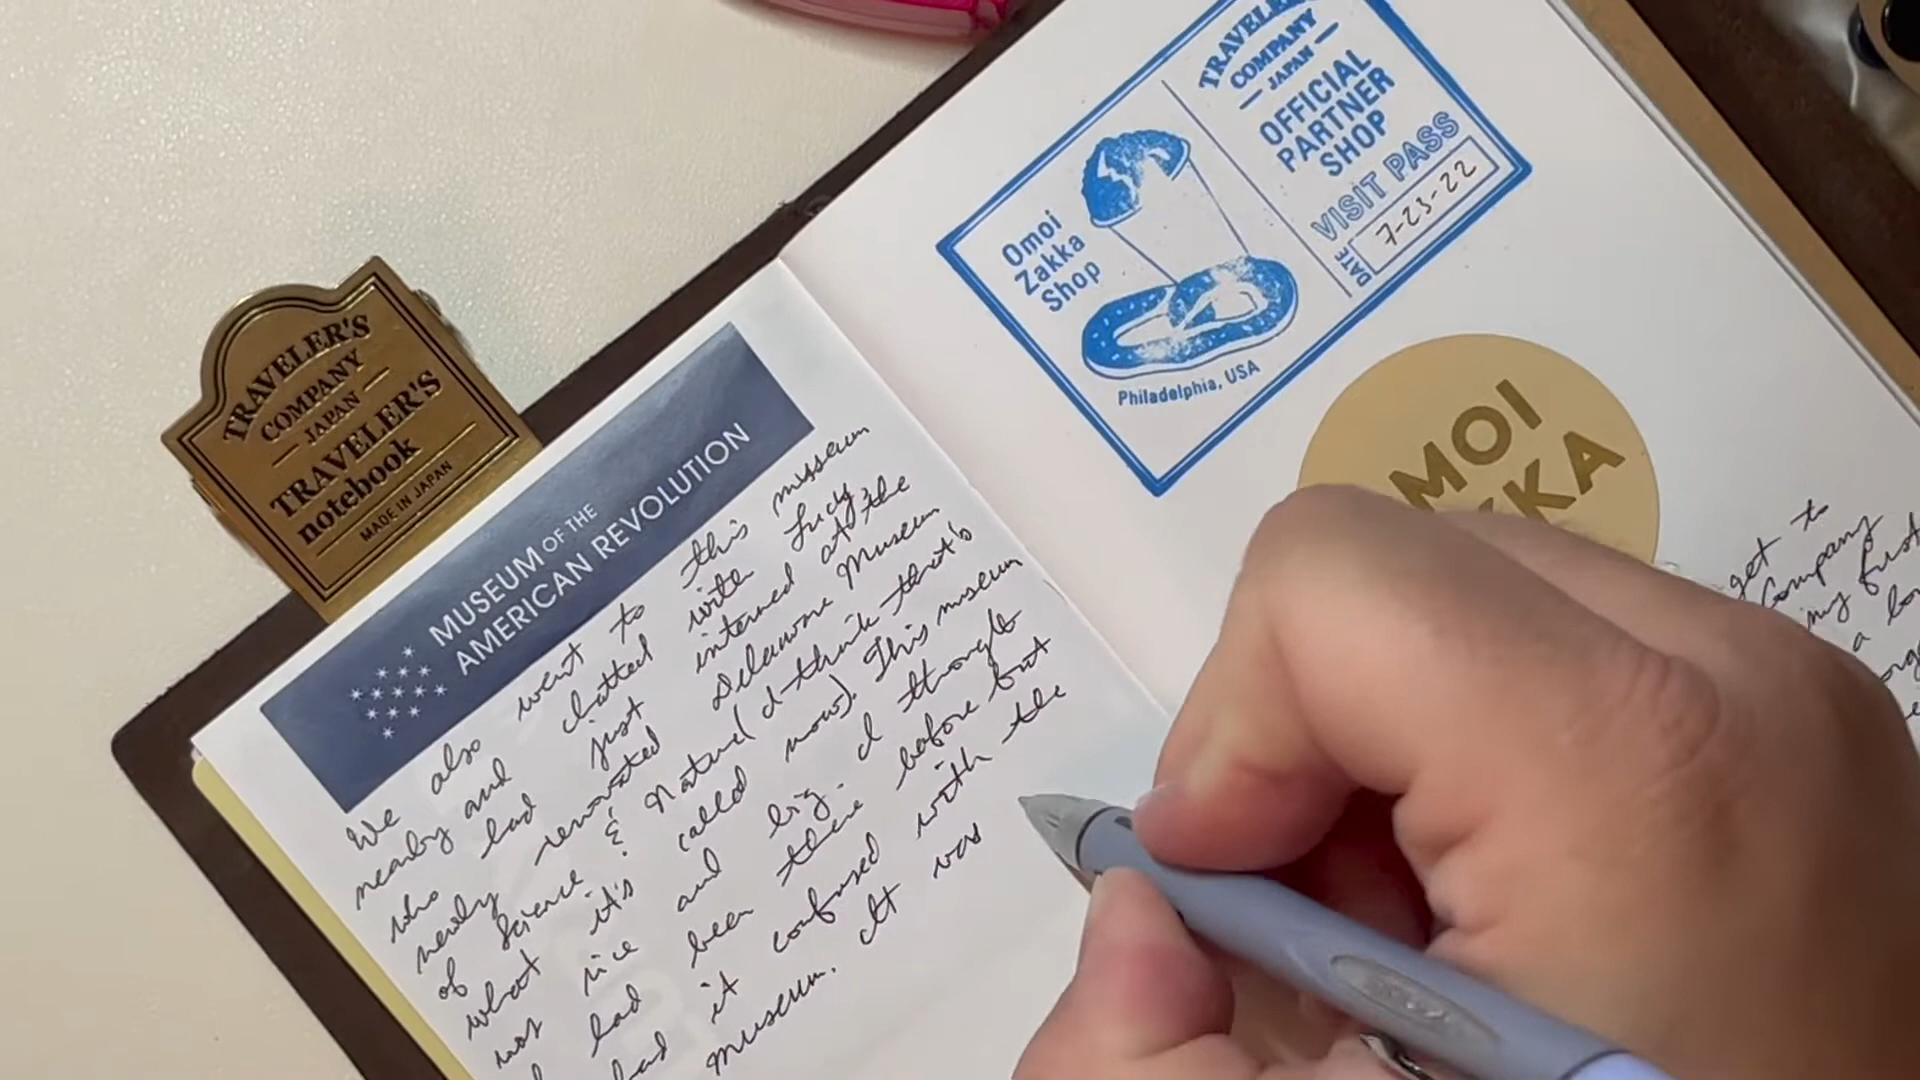 TRAVELER'S
COMPANY
JAPAN
TRAVELER'S
notebook
MADE IN JAPAN
MUSEUM OF THE
AMERICAN REVOLUTION
We also went to this museum
nearby and chatted with Lucy,
who had just interned at the
newly renovated Delaware Museum
of Science & Nature (I think that's
what it's called now). This museum
was nice and big. I thought
had been there before but
had it confused with the
museum. It was
TRAVELER'S
COMPANY
JAPAN
OFFICIAL
PARTNER
SHOP
VISIT PASS
DATE 7-23-22
Omoi
Zakka
Shop
Philadelphia, USA
MOI
KKA
get to
Company
my first
a